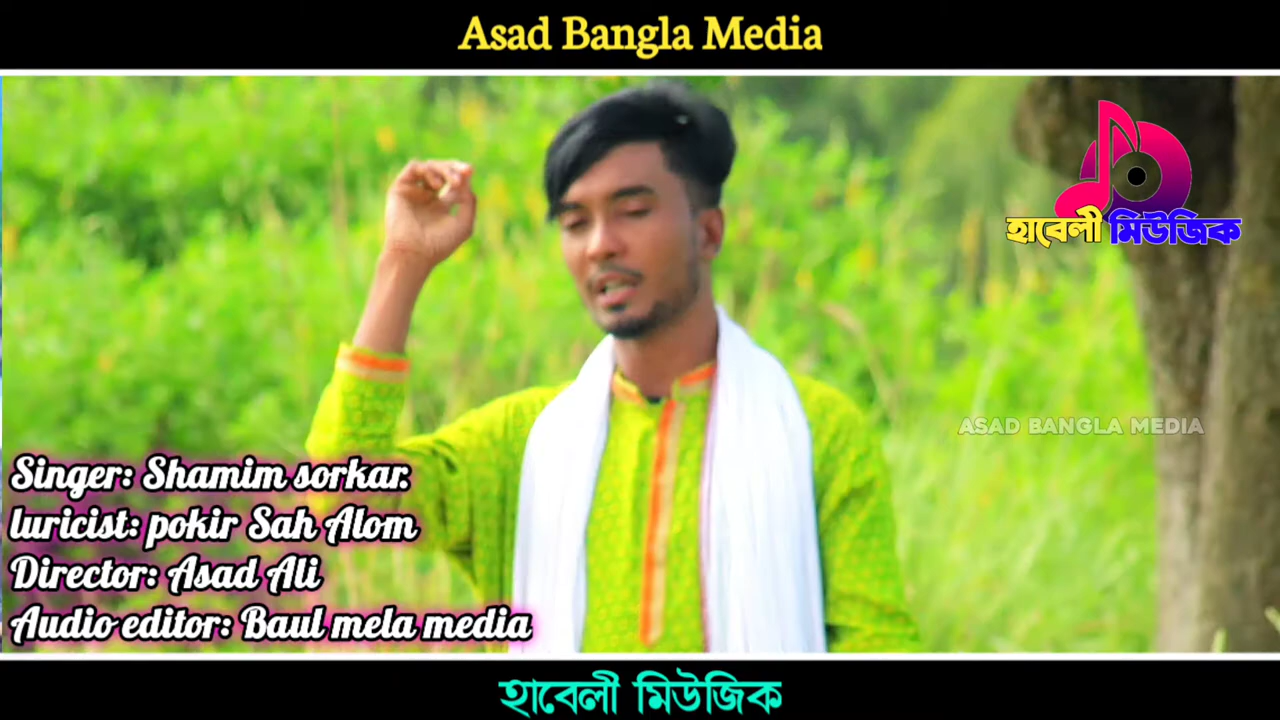 Asad Bangla Media
হাবেলী মিউজিক
ASAD BANGLA MEDIA
Singer: Shamim sorkar.
luricist: pokir Sah Alom
Director: Asad Ali
Audio editor: Baul mela media
হাবেলী মিউজিক